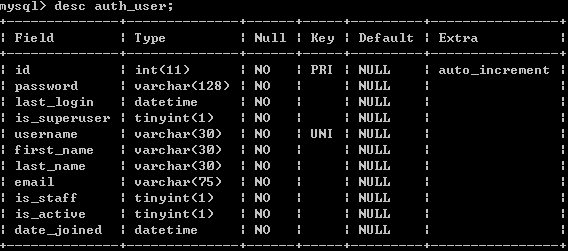 mysql> desc auth_user;
+--------------+--------------+------+-----+---------+----------------+
| Field        | Type         | Null | Key | Default | Extra          |
+--------------+--------------+------+-----+---------+----------------+
| id           | int(11)      | NO   | PRI | NULL    | auto_increment |
| password     | varchar(128) | NO   |     | NULL    |                |
| last_login   | datetime     | NO   |     | NULL    |                |
| is_superuser | tinyint(1)   | NO   |     | NULL    |                |
| username     | varchar(30)  | NO   | UNI | NULL    |                |
| first_name   | varchar(30)  | NO   |     | NULL    |                |
| last_name    | varchar(30)  | NO   |     | NULL    |                |
| email        | varchar(75)  | NO   |     | NULL    |                |
| is_staff     | tinyint(1)   | NO   |     | NULL    |                |
| is_active    | tinyint(1)   | NO   |     | NULL    |                |
| date_joined  | datetime     | NO   |     | NULL    |                |
+--------------+--------------+------+-----+---------+----------------+